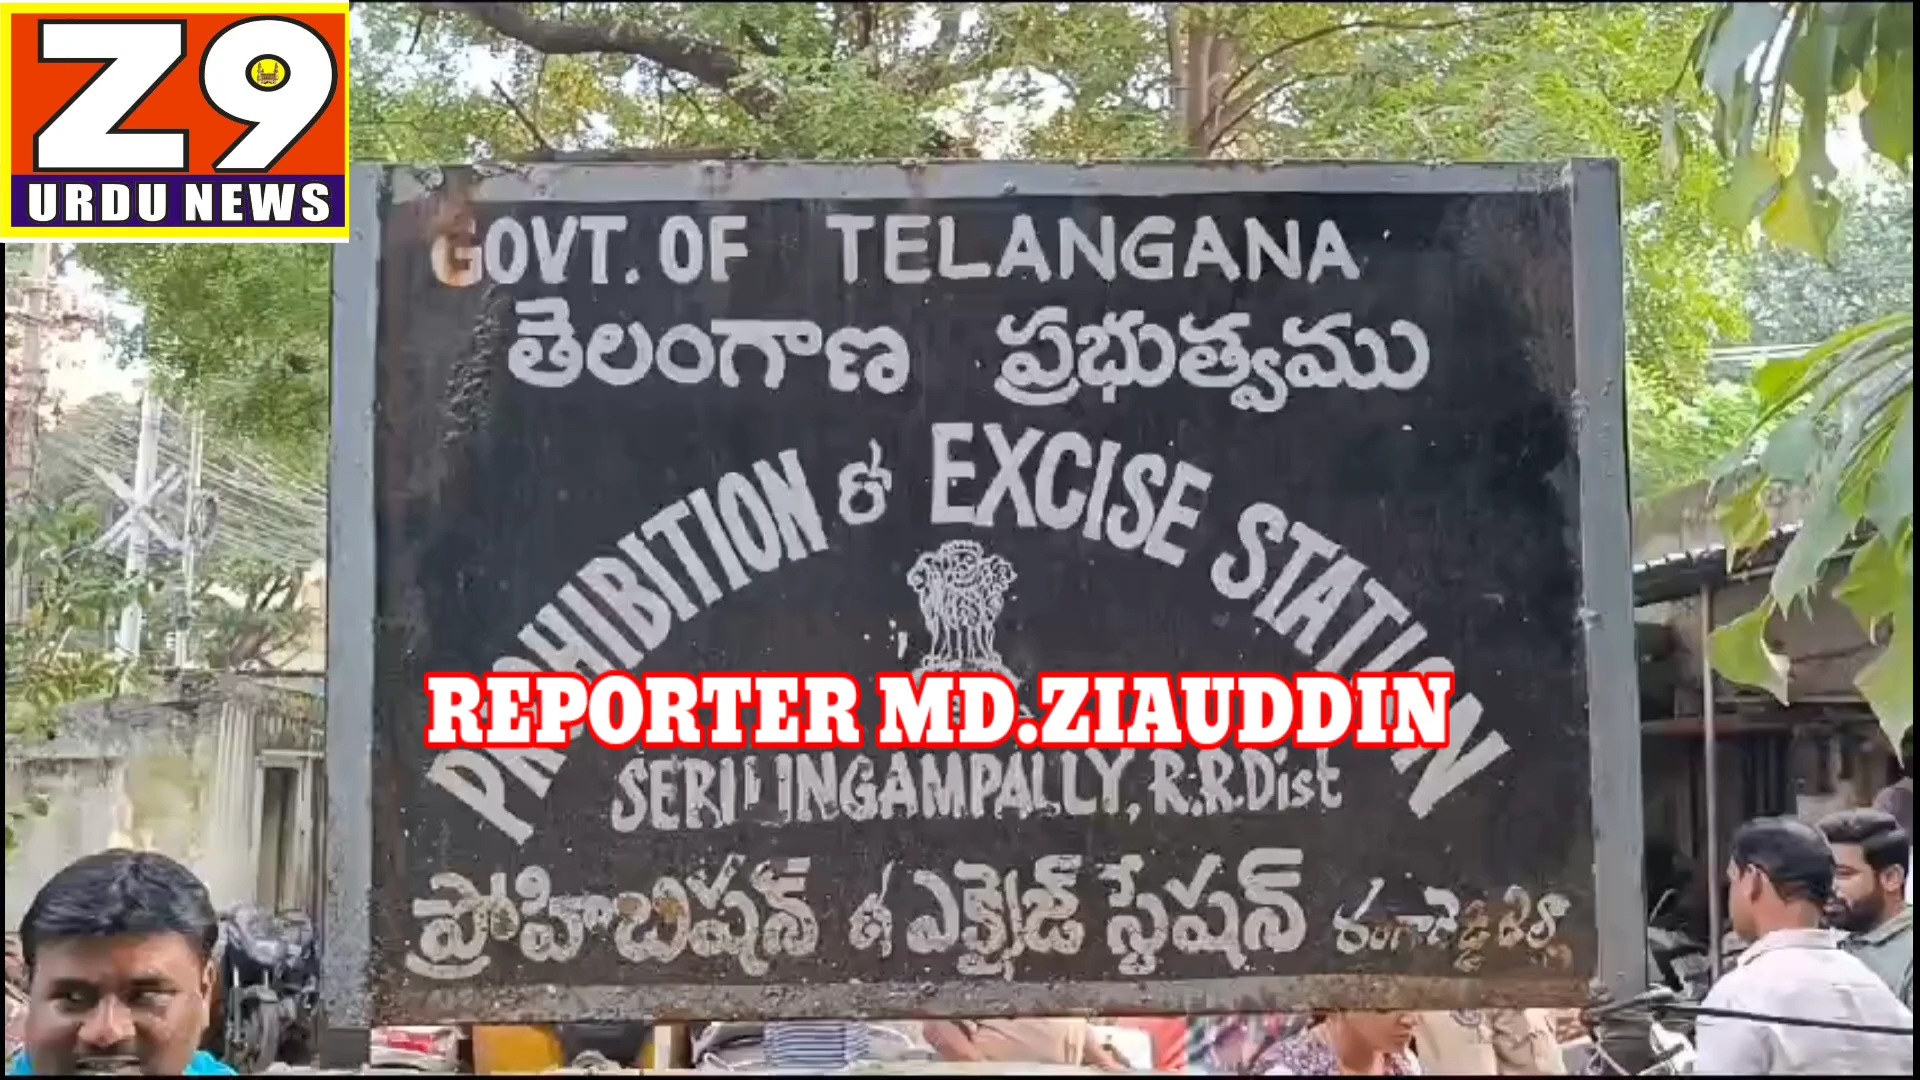 Z9
URDU NEWS
GOVT. OF TELANGANA
తెలంగాణ ప్రభుత్వము
PROHIBITION & EXCISE STATION
REPORTER MD.ZIAUDDIN
SERILINGAMPALLY, R.R.Dist
ప్రోహిబిషన్ & ఎక్సైజ్ స్టేషన్ రంగారెడ్డి జిల్లా